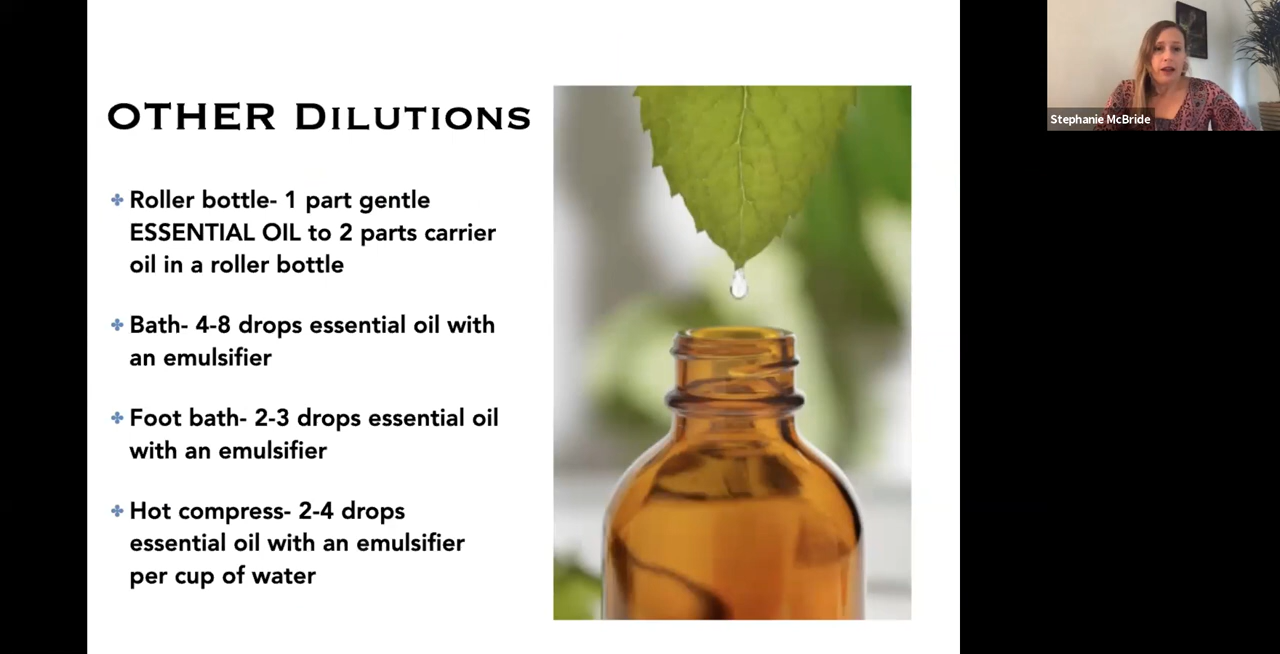 OTHER DILUTIONS
Roller bottle- 1 part gentle
ESSENTIAL OIL to 2 parts carrier
oil in a roller bottle
Bath- 4-8 drops essential oil with
an emulsifier
Foot bath- 2-3 drops essential oil
with an emulsifier
Hot compress- 2-4 drops
essential oil with an emulsifier
per cup of water
Stephanie McBride